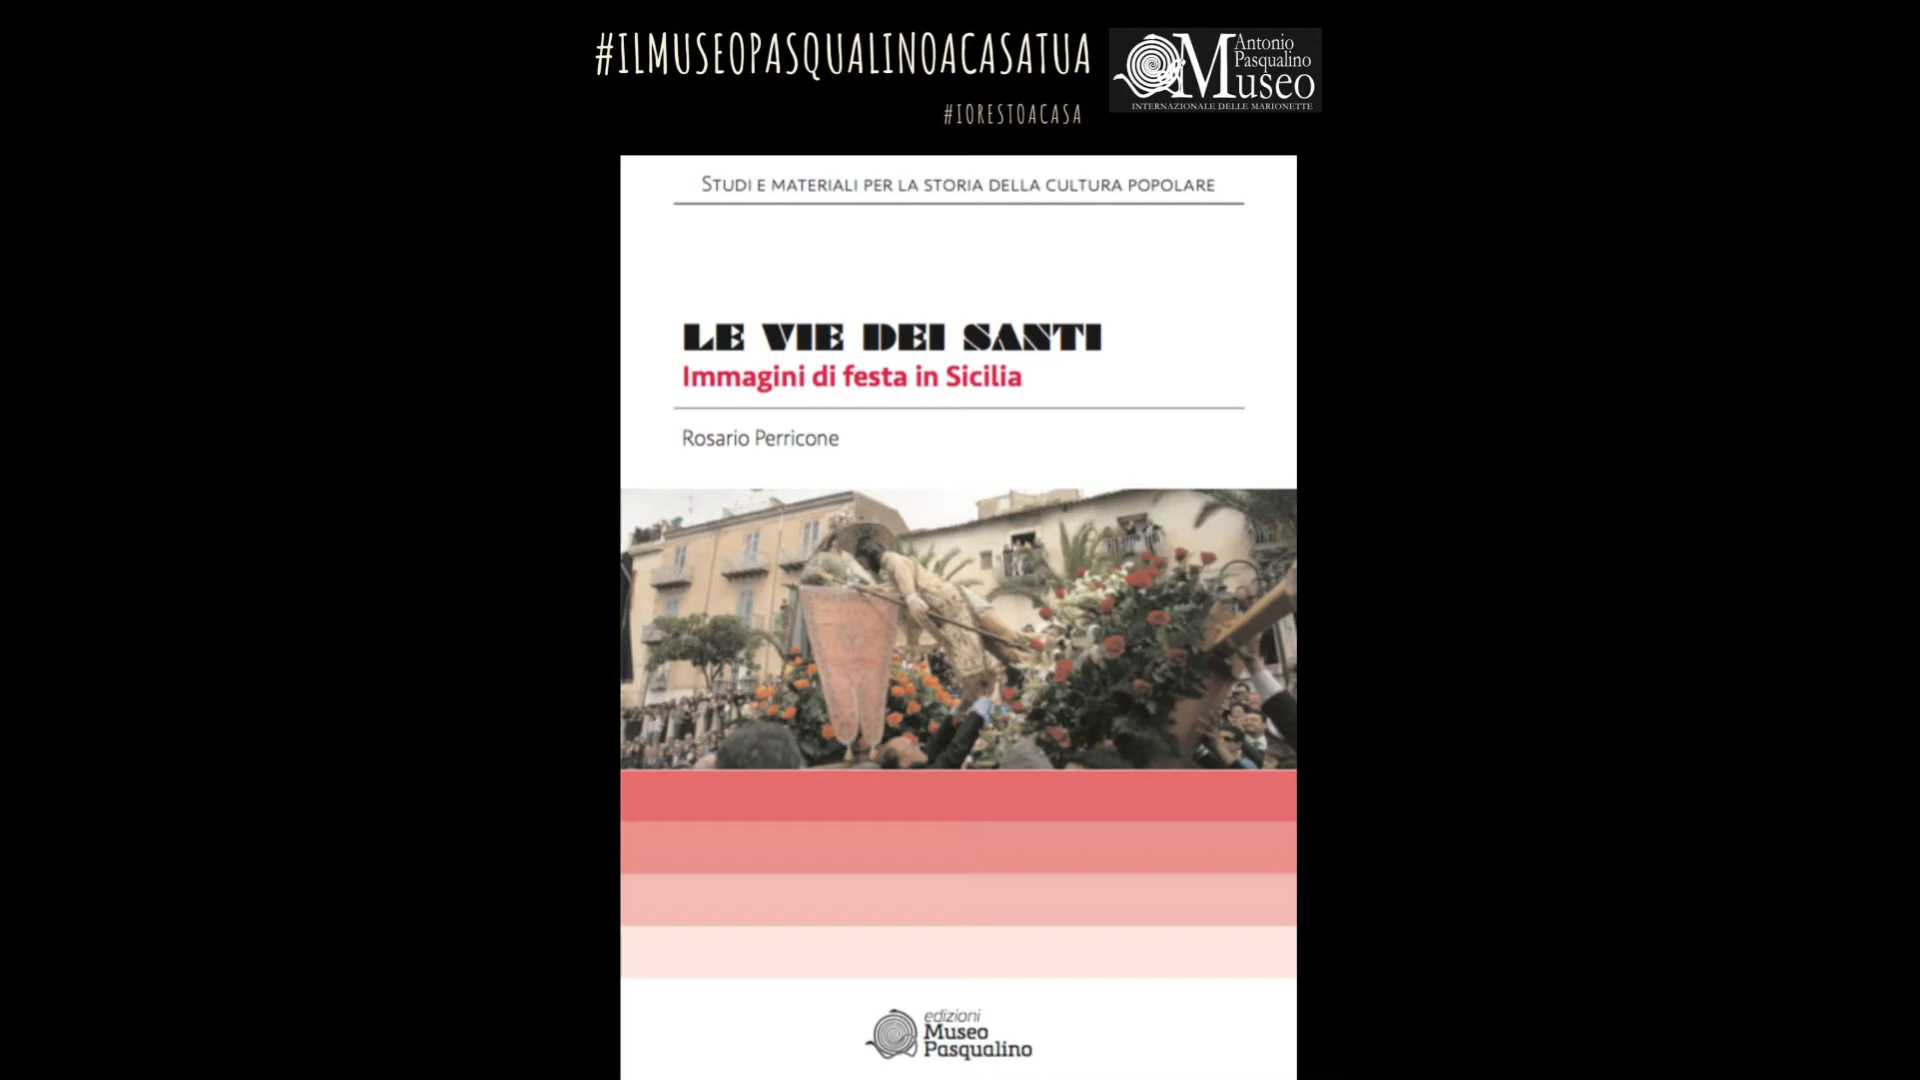 #ILMUSEOPASQUALINOACASATUA
Antonio
Pasqualino
Museo
INTERNAZIONALE DELLE MARIONETTE
#IORESTOACASA
STUDI E MATERIALI PER LA STORIA DELLA CULTURA POPOLARE
LE VIE DEI SANTI
Immagini di festa in Sicilia
Rosario Perricone
edizioni
Museo
Pasqualino